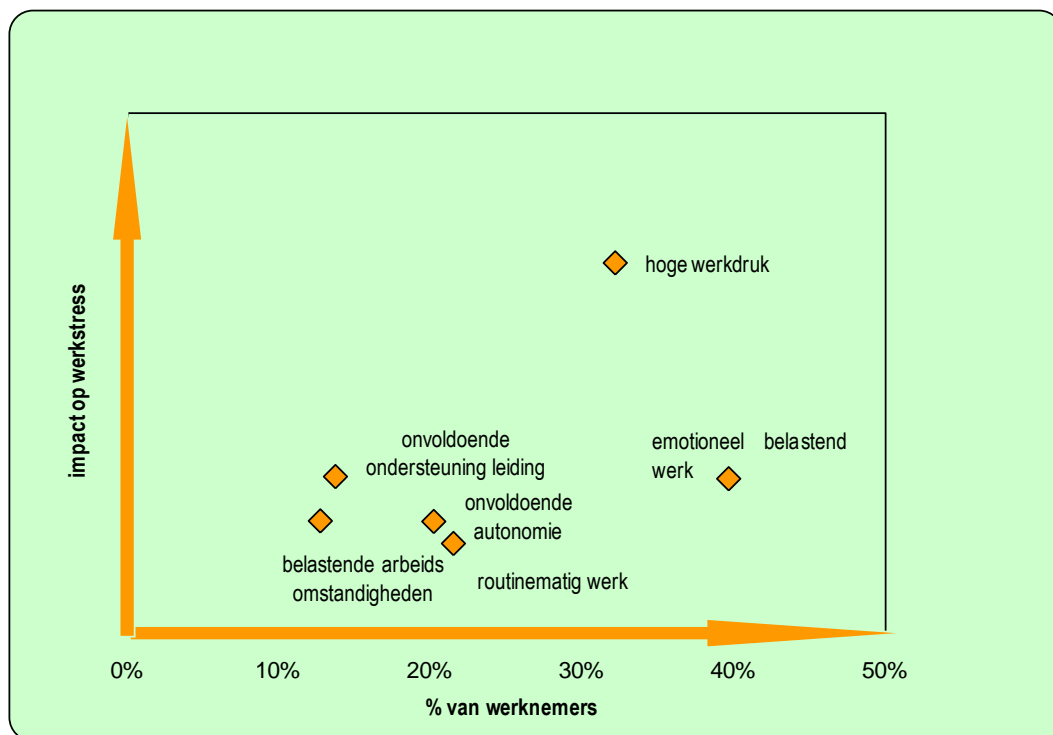 hoge werkdruk
impact op werkstress
onvoldoende
ondersteuning leiding
emotioneel belastend
werk
onvoldoende
autonomie
belastende arbeids
omstandigheden
routinematig werk
0% 10% 20% 30% 40% 50%
% van werknemers